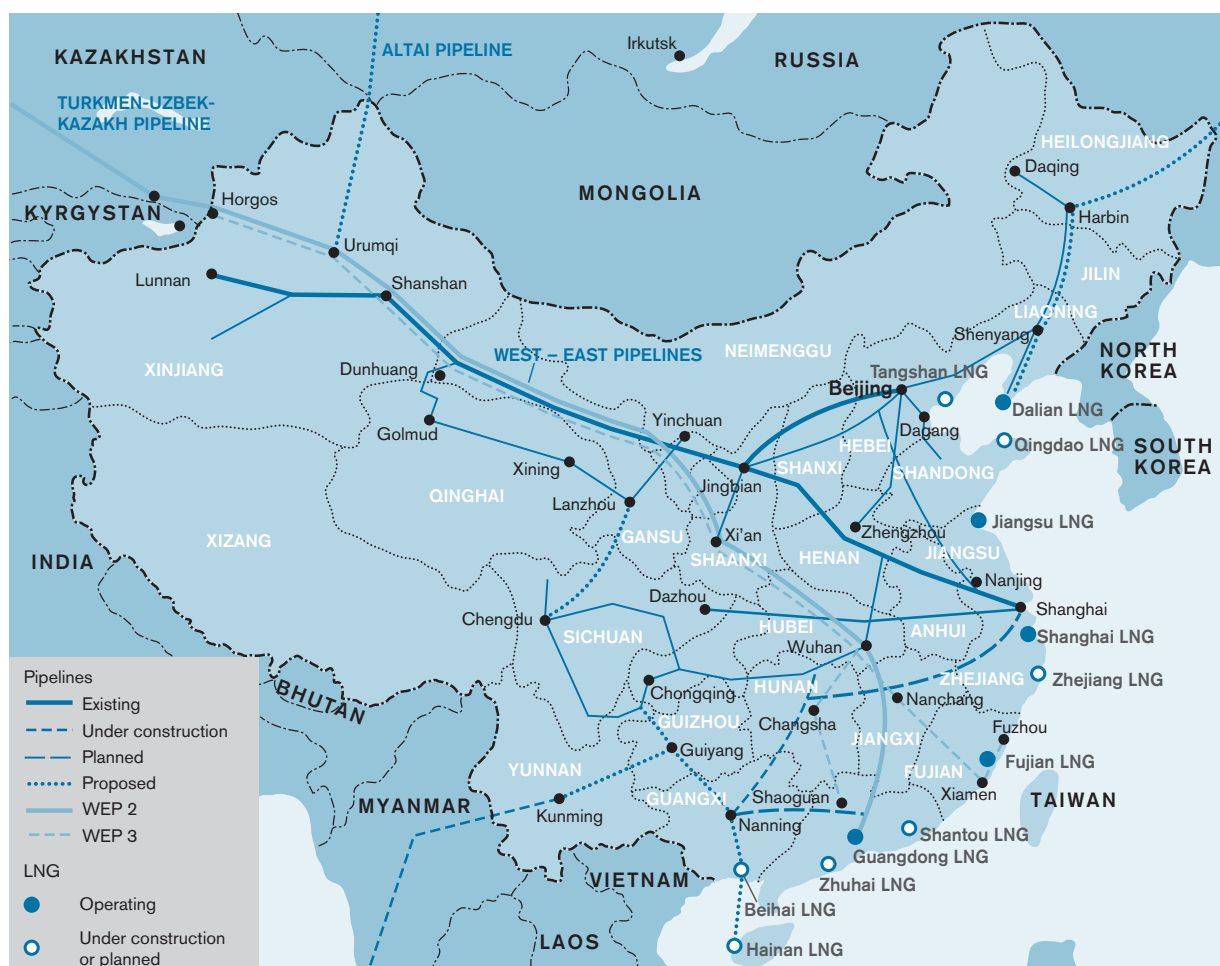 KAZAKHSTAN
ALTAI PIPELINE
Irkutsk
RUSSIA
TURKMEN-UZBEK-
KAZAKH PIPELINE
HEILONGJIANG
Daqing
MONGOLIA
KYRGYSTAN
Horgos
Harbin
Urumqi
Lunnan
Shanshan
JILIN
LIAONING
Shenyang
WEST – EAST PIPELINES
NEIMENGGU
NORTH
KOREA
XINJIANG
Dunhuang
Tangshan LNG
Beijing
Dalian LNG
Yinchuan
Dagang
Golmud
HEBEI
Qingdao LNG
SOUTH
KOREA
Xining
SHANXI
SHANDONG
Jingbian
QINGHAI
Lanzhou
Jiangsu LNG
XIZANG
GANSU
Xi'an
Zhengzhou
SHAANXI
HENAN
JIANGSU
INDIA
Nanjing
Dazhou
Shanghai
Chengdu
SICHUAN
HUBEI
ANHUI
Shanghai LNG
Wuhan
Pipelines
Existing
Under construction
Planned
Proposed
WEP 2
WEP 3
LNG
Operating
Under construction
or planned
BHUTAN
Chongqing
HUNAN
ZHEJIANG
Zhejiang LNG
Nanchang
GUIZHOU
Changsha
Fuzhou
Guiyang
JIANGXI
Fujian LNG
YUNNAN
FUJIAN
MYANMAR
GUANGXI
Shaoguan
Xiamen
TAIWAN
Kunming
Nanning
Shantou LNG
Guangdong LNG
VIETNAM
Zhuhai LNG
Beihai LNG
LAOS
Hainan LNG